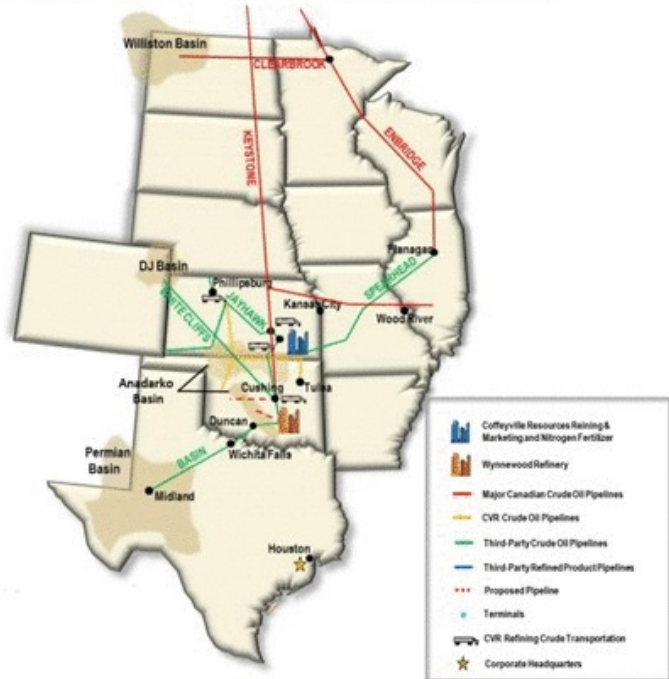 Williston Basin
CLEARBROOK
KEYSTONE
ENBRIDGE
Flanagan
DJ Basin
Phillipsburg
JAYHAWK
SPEARHEAD
Kansas City
WHITE CLIFFS
Wood River
Anadarko
Basin
Cushing
Tulsa
Duncan
Permian
Basin
BASIN
Wichita Falls
Midland
Houston
Coffeyville Resources Reining &
Marketing and Nitrogen Fertilizer
Wynnewood Refinery
Major Canadian Crude Oil Pipelines
CVR Crude Oil Pipelines
Third-Party Crude Oil Pipelines
Third-Party Refined Product Pipelines
Proposed Pipeline
Terminals
CVR Refining Crude Transportation
Corporate Headquarters